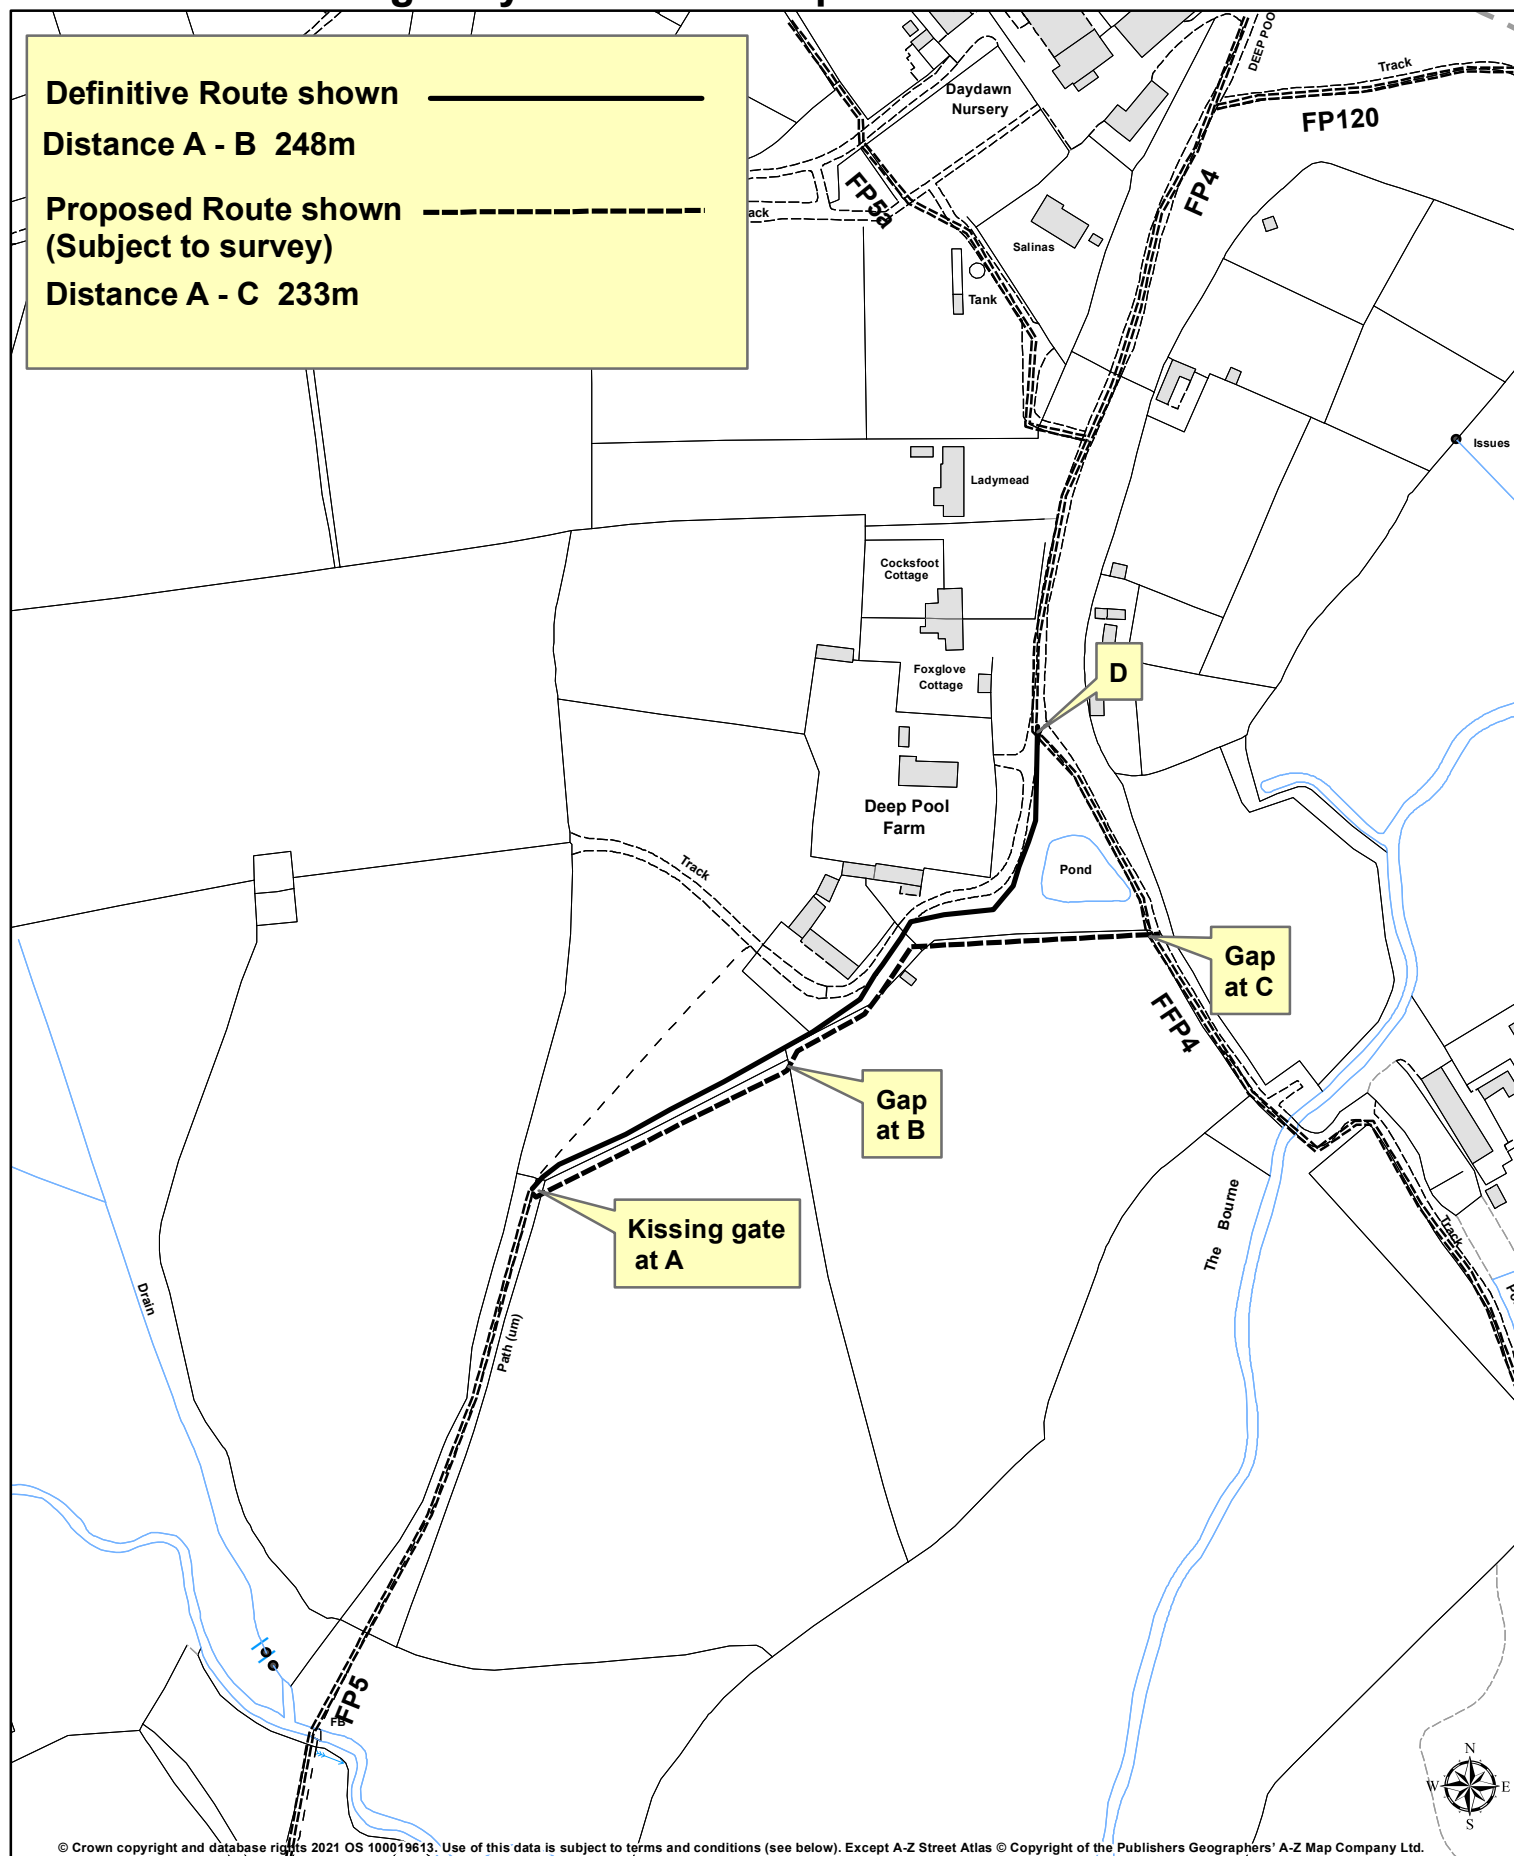 Definitive Route shown
Distance A - B 248m
Proposed Route shown
(Subject to survey)
Distance A - C 233m
Daydawn
Nursery
DEEP POO
Track
FP120
FP5a
FP4
ack
Salinas
Tank
Issues
Ladymead
Cocksfoot
Cottage
Foxglove
Cottage
D
Deep Pool
Farm
Track
Pond
Gap
at C
FFP4
Gap
at B
Kissing gate
at A
The Bourne
Track
Drain
Path (um)
FP5
FB
N
W
E
S
© Crown copyright and database rights 2021 OS 100019613. Use of this data is subject to terms and conditions (see below). Except A-Z Street Atlas © Copyright of the Publishers Geographers' A-Z Map Company Ltd.